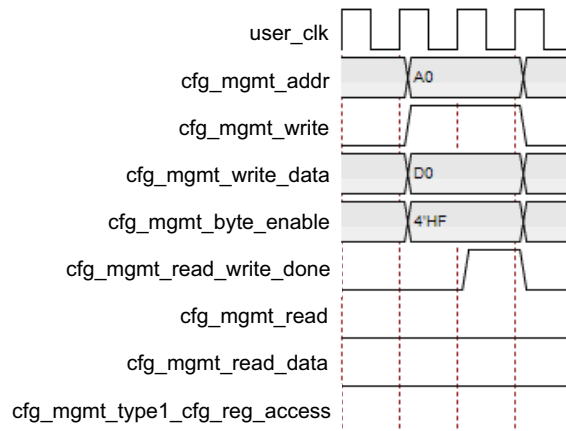 user_clk
cfg_mgmt_addr A0
cfg_mgmt_write
cfg_mgmt_write_data D0
cfg_mgmt_byte_enable 4'HF
cfg_mgmt_read_write_done
cfg_mgmt_read
cfg_mgmt_read_data
cfg_mgmt_type1_cfg_reg_access